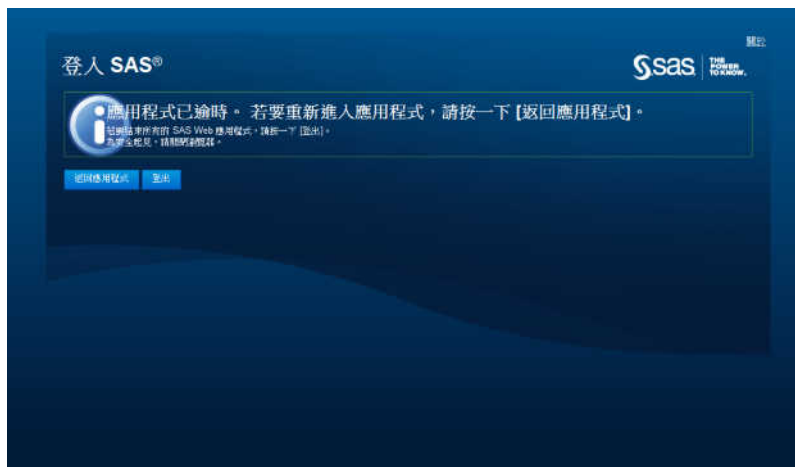 關於
登入 SAS®
sas THE POWER TO KNOW.
應用程式已逾時。 若要重新進入應用程式，請按一下 [返回應用程式]。
若要結束所有的 SAS Web 應用程式，請按一下 [登出]。
為安全起見，請關閉瀏覽器。
返回應用程式 登出